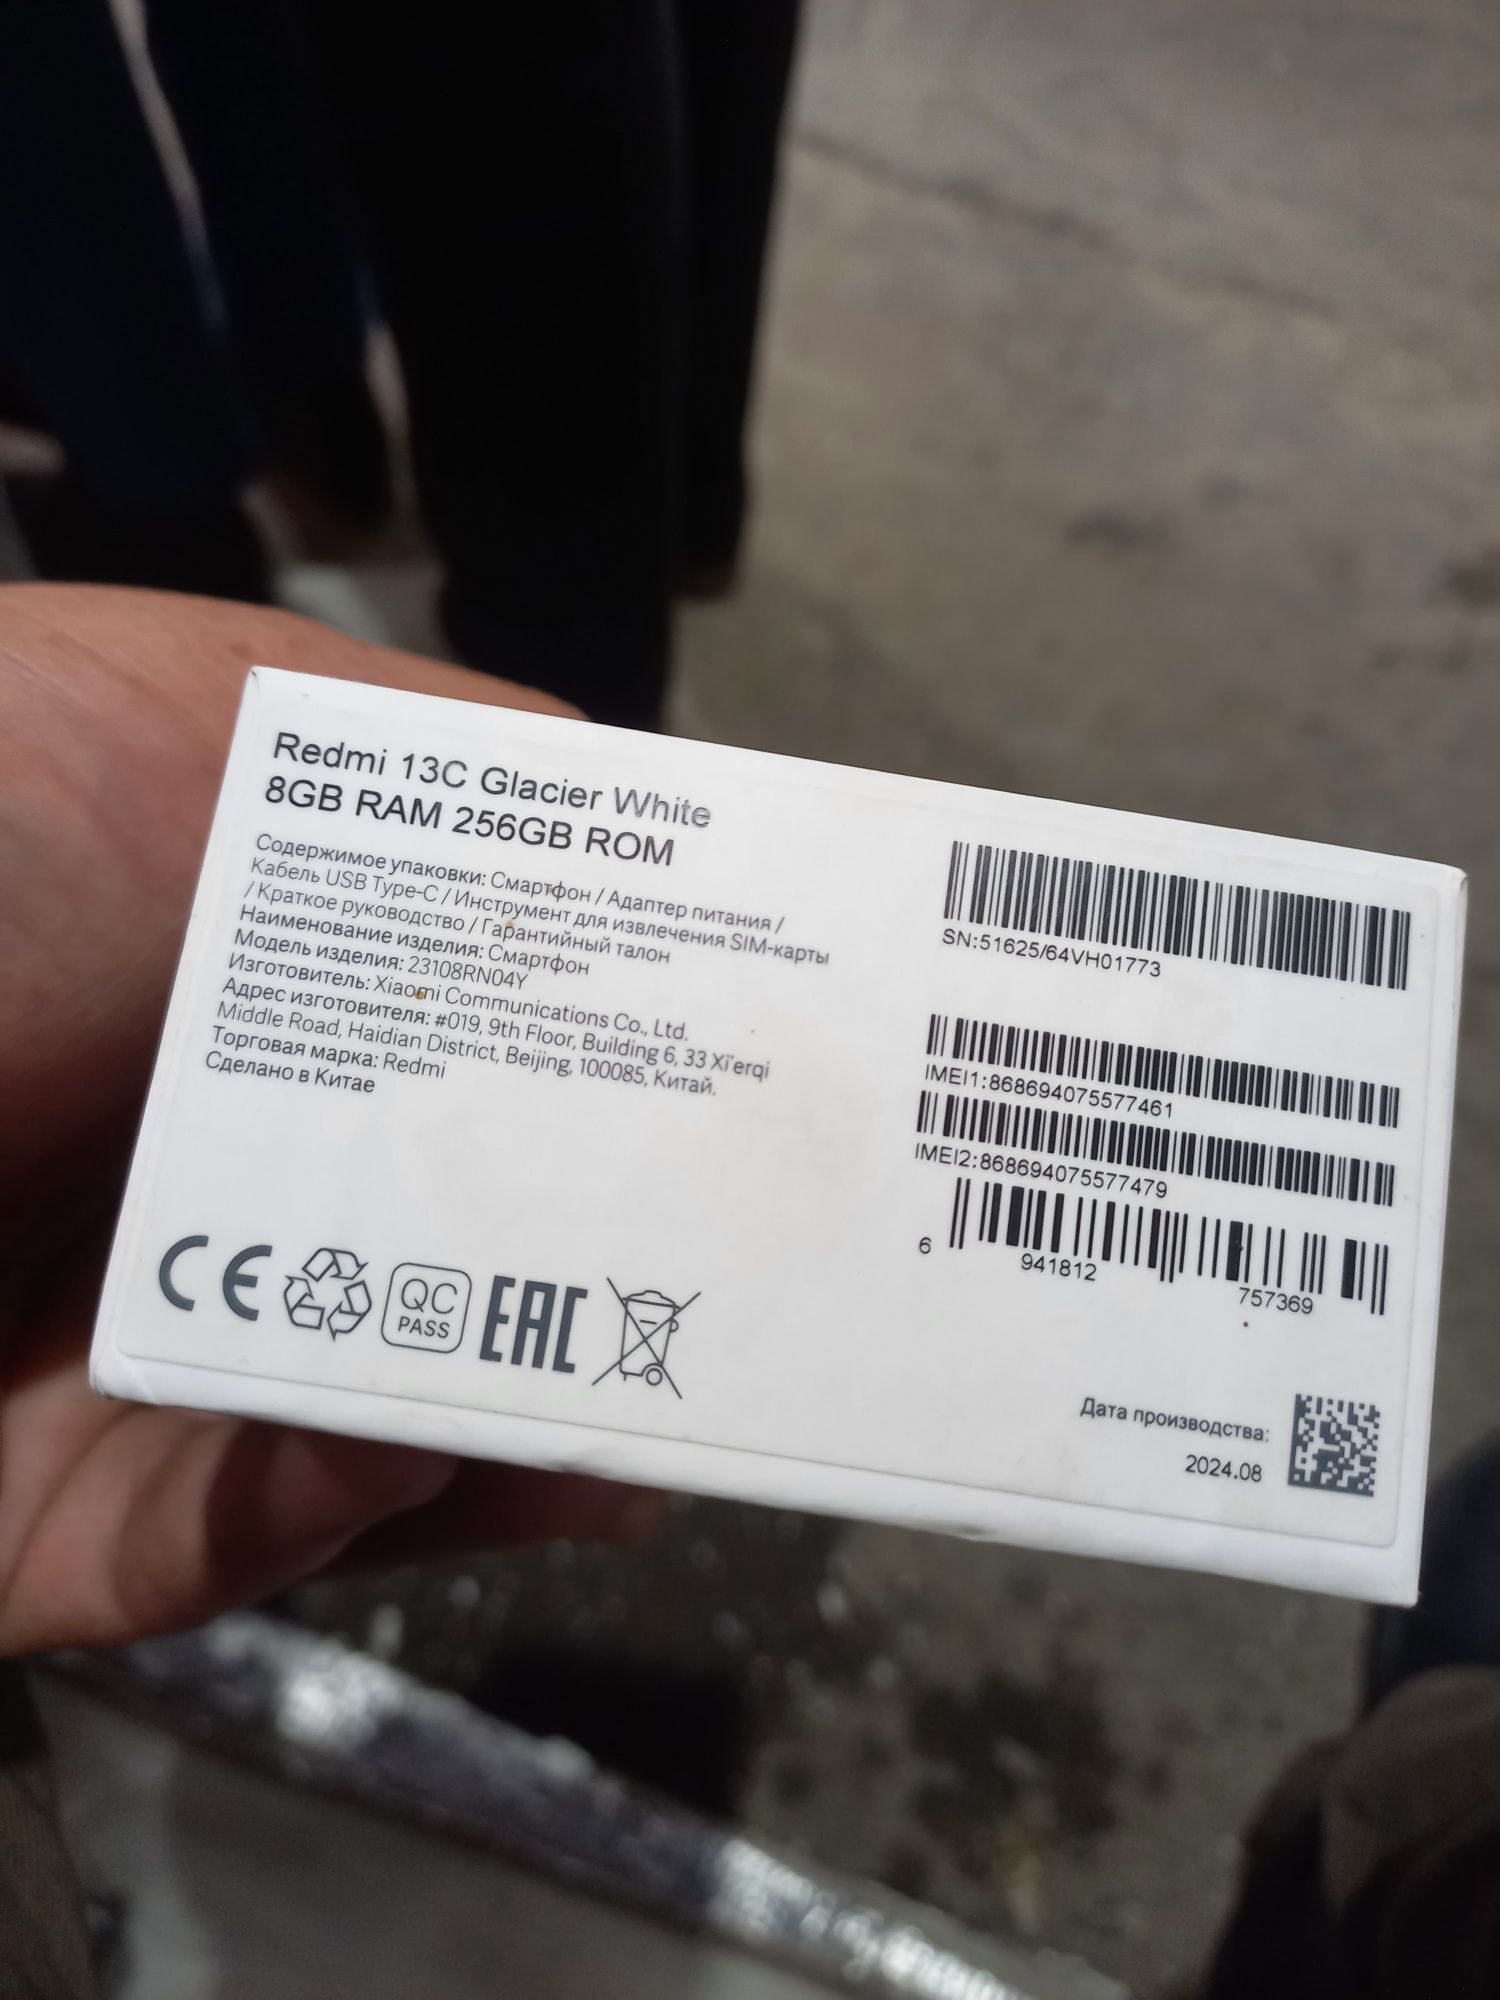 Redmi 13C Glacier White
8GB RAM 256GB ROM
Содержимое упаковки: Смартфон / Адаптер питания /
Кабель USB Type-C / Инструмент для извлечения SIM-карты
/ Краткое руководство / Гарантийный талон
Наименование изделия: Смартфон
Модель изделия: 23108RN04Y
Изготовитель: Xiaomi Communications Co., Ltd.
Адрес изготовителя: #019, 9th Floor, Building 6, 33 Xi'erqi
Middle Road, Haidian District, Beijing, 100085, Китай.
Торговая марка: Redmi
Сделано в Китае
CE
QC
PASS
EAC
SN:51625/64VH01773
IMEI1:868694075577461
IMEI2:868694075577479
6 941812 757369
Дата производства:
2024.08